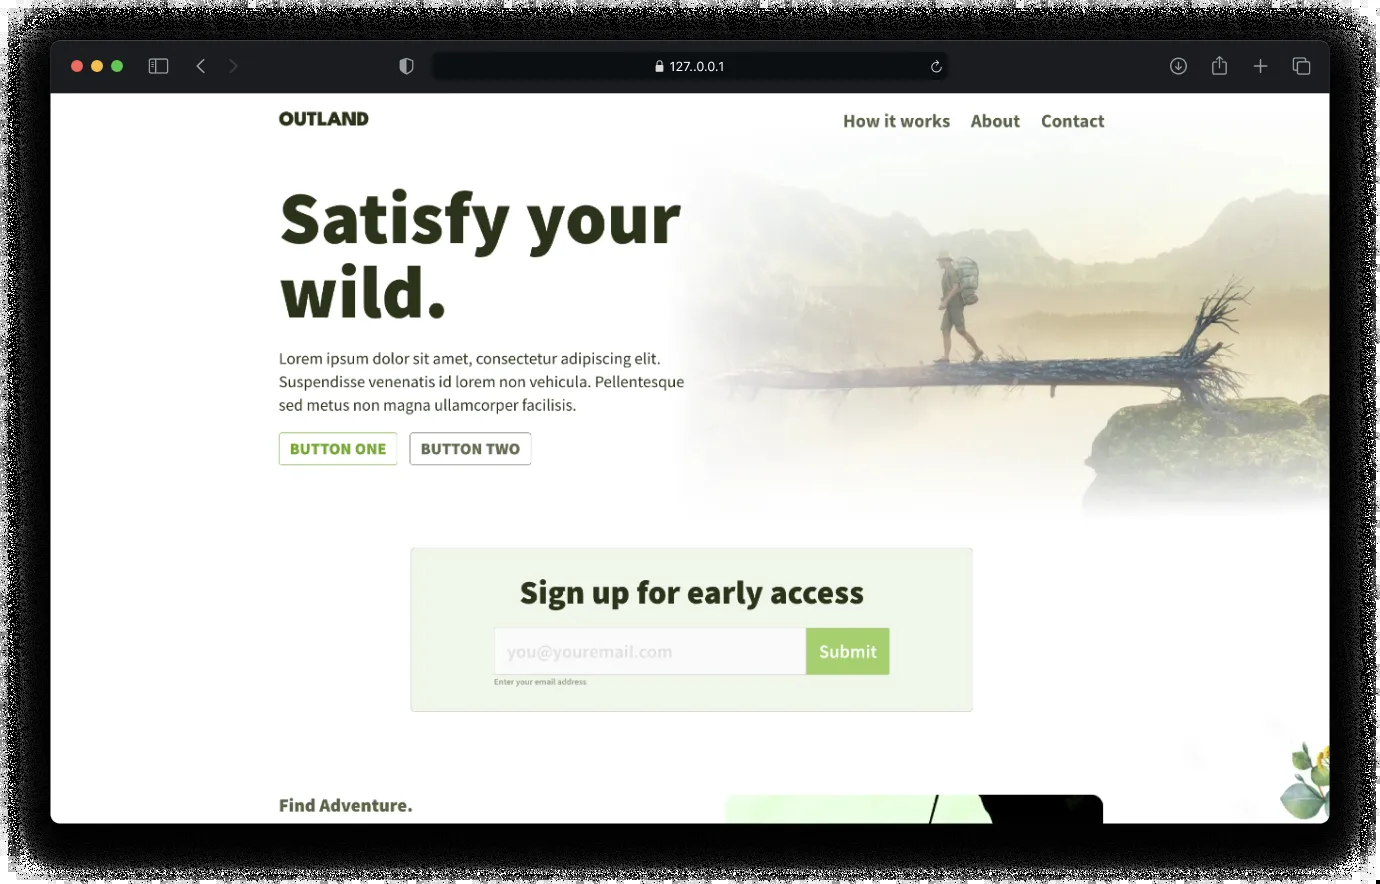 127..0.0.1
OUTLAND
How it works About Contact
Satisfy your
wild.
Lorem ipsum dolor sit amet, consectetur adipiscing elit.
Suspendisse venenatis id lorem non vehicula. Pellentesque
sed metus non magna ullamcorper facilisis.
BUTTON ONE BUTTON TWO
Sign up for early access
you@youremail.com Submit
Enter your email address
Find Adventure.